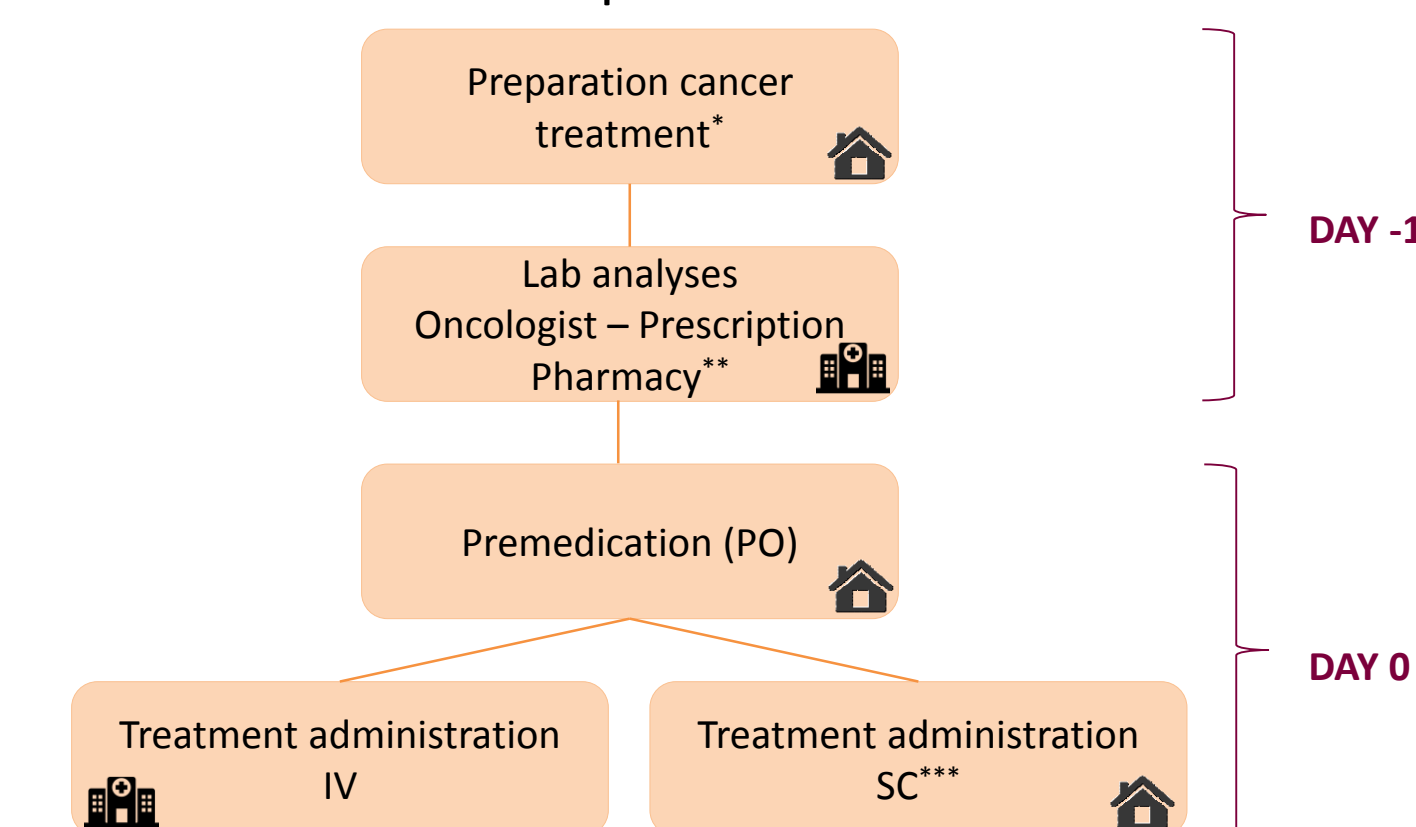 Preparation cancer
treatment*
Lab analyses
Oncologist – Prescription
Pharmacy**
DAY -1
Premedication (PO)
DAY 0
Treatment administration
IV
Treatment administration
SC***